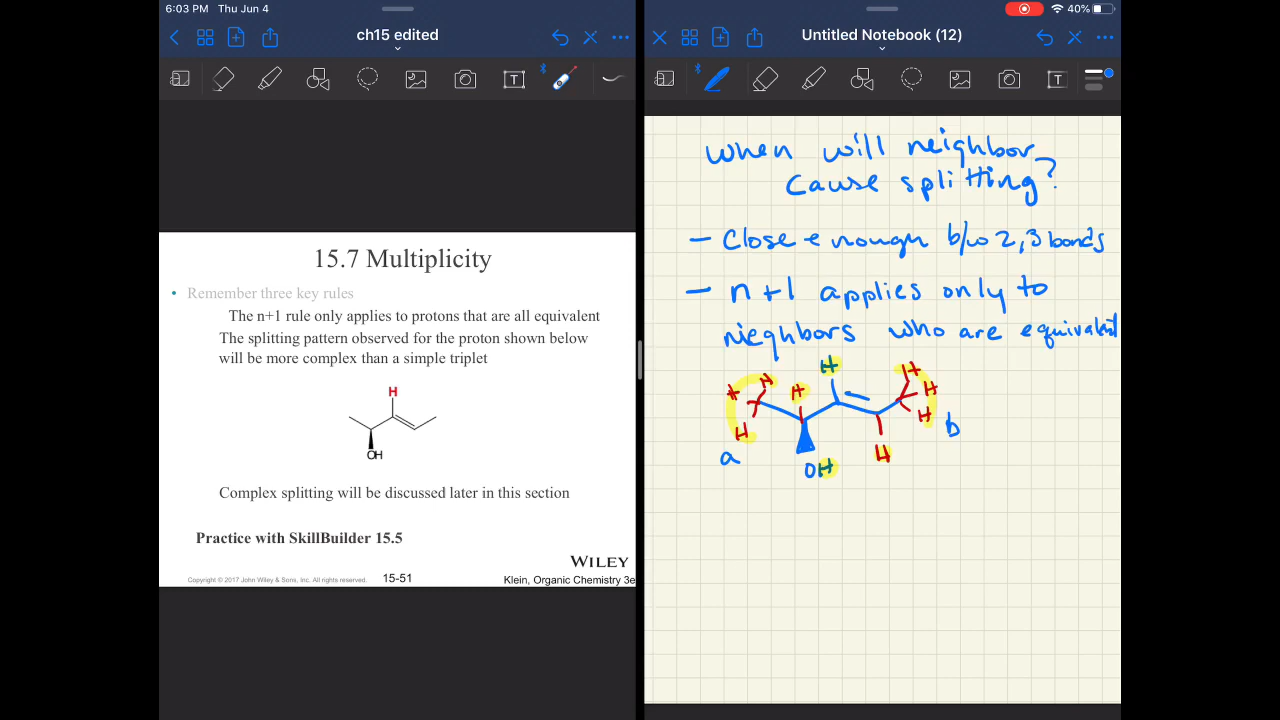 6:03 PM Thu Jun 4
40%
ch15 edited
Untitled Notebook (12)
T
T
15.7 Multiplicity
• Remember three key rules
The n+1 rule only applies to protons that are all equivalent
The splitting pattern observed for the proton shown below
will be more complex than a simple triplet
H
OH
Complex splitting will be discussed later in this section
Practice with SkillBuilder 15.5
WILEY
Copyright © 2017 John Wiley & Sons, Inc. All rights reserved.
15-51
Klein, Organic Chemistry 3e
When will neighbor
cause splitting?
- Close enough b/w 2,3 bonds
- n+1 applies only to
nieghbors who are equivalent
H
H
H
H
H
H
H
H
H
a
b
OH
H